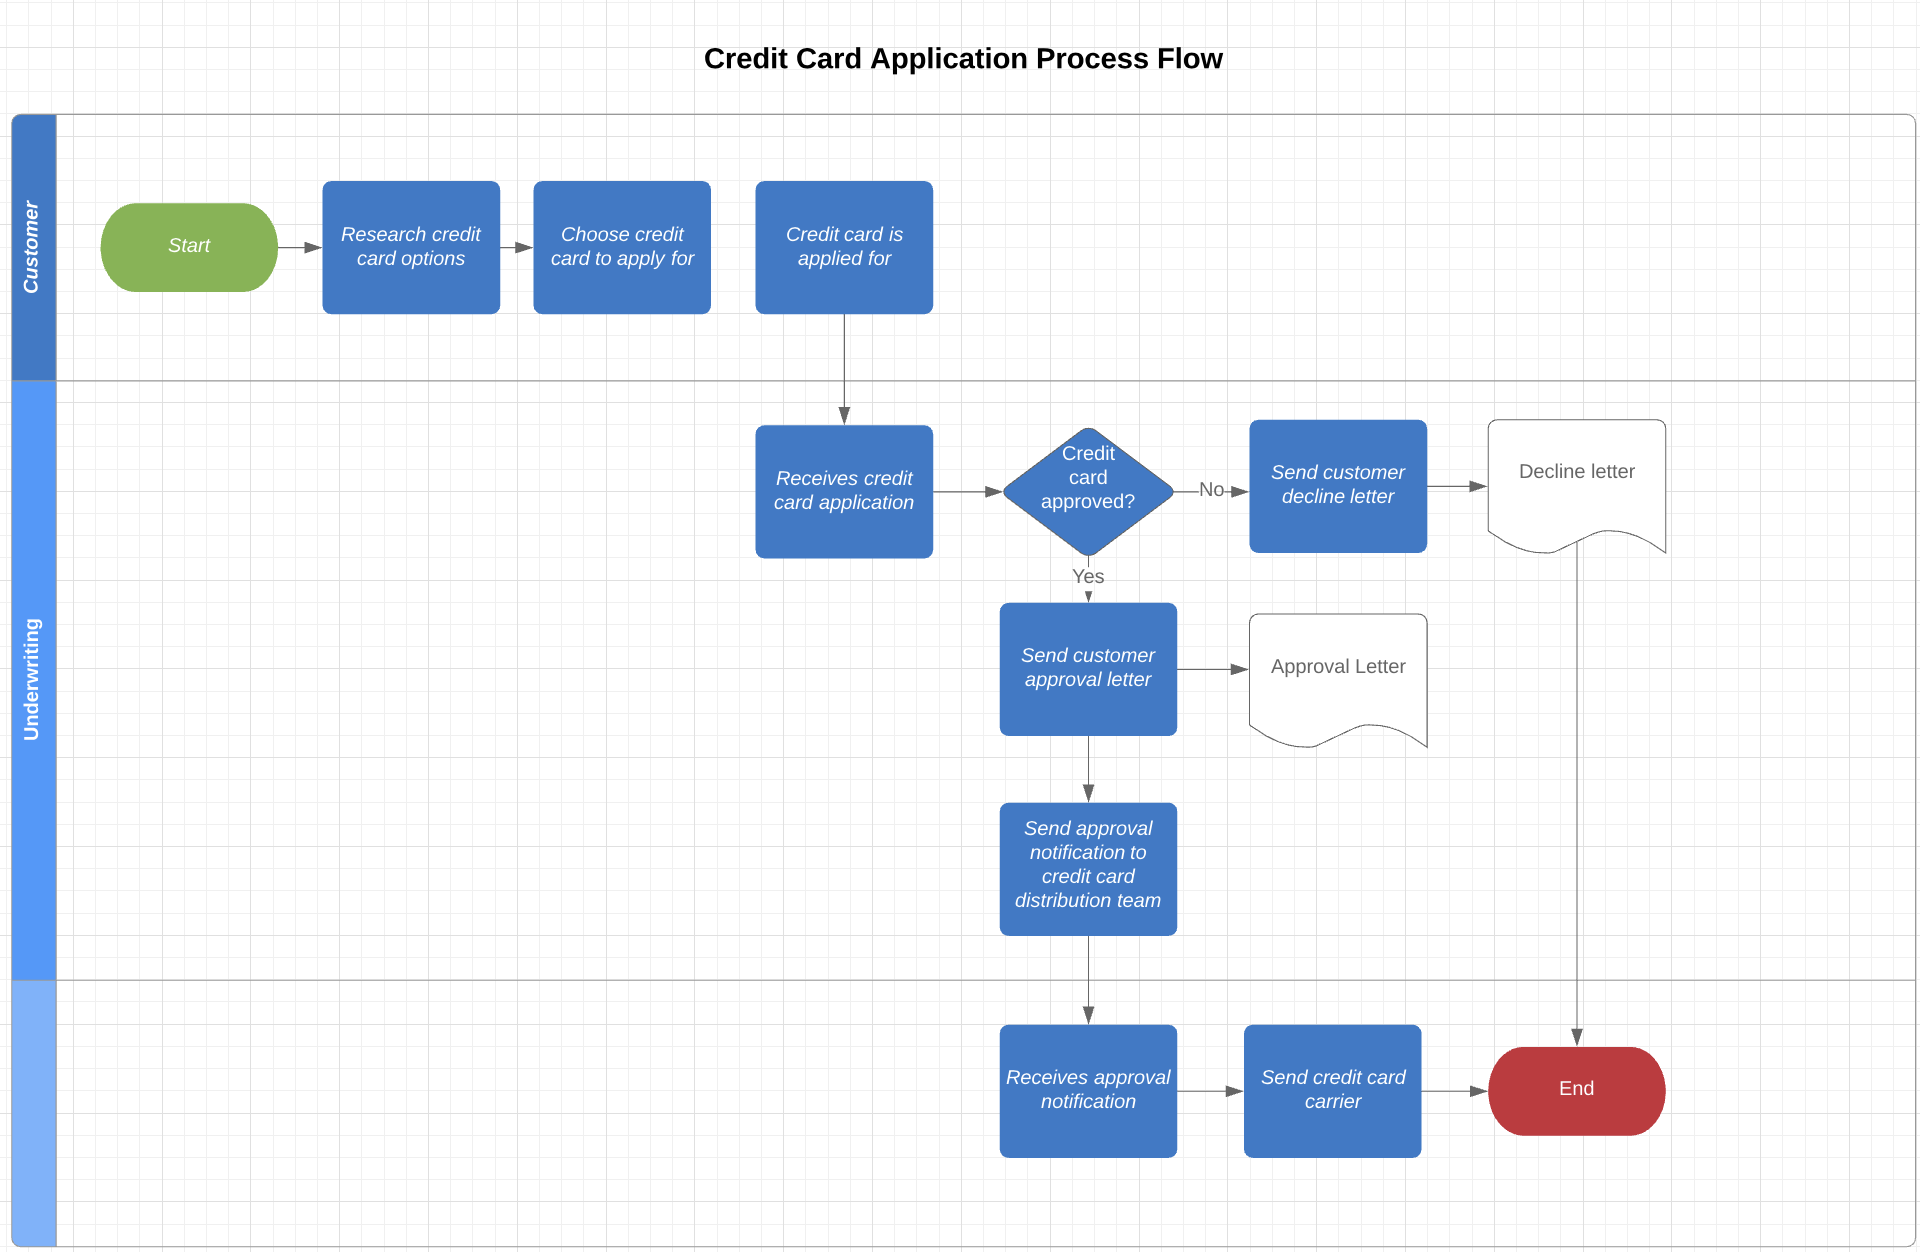 Credit Card Application Process Flow
Customer
Start
Research credit
card options
Choose credit
card to apply for
Credit card is
applied for
Underwriting
Receives credit
card application
Credit
card
approved?
No
Send customer
decline letter
Decline letter
Yes
Send customer
approval letter
Approval Letter
Send approval
notification to
credit card
distribution team
Receives approval
notification
Send credit card
carrier
End